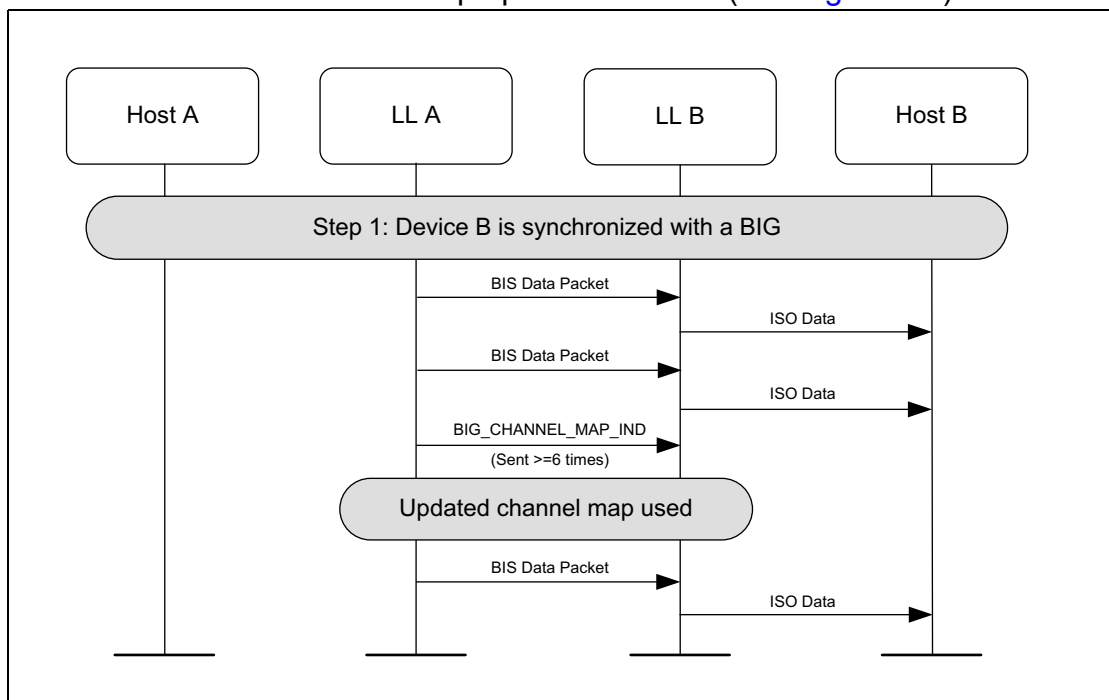 Host A
LL A
LL B
Host B
Step 1: Device B is synchronized with a BIG
BIS Data Packet
ISO Data
BIS Data Packet
ISO Data
BIG_CHANNEL_MAP_IND
(Sent >=6 times)
Updated channel map used
BIS Data Packet
ISO Data